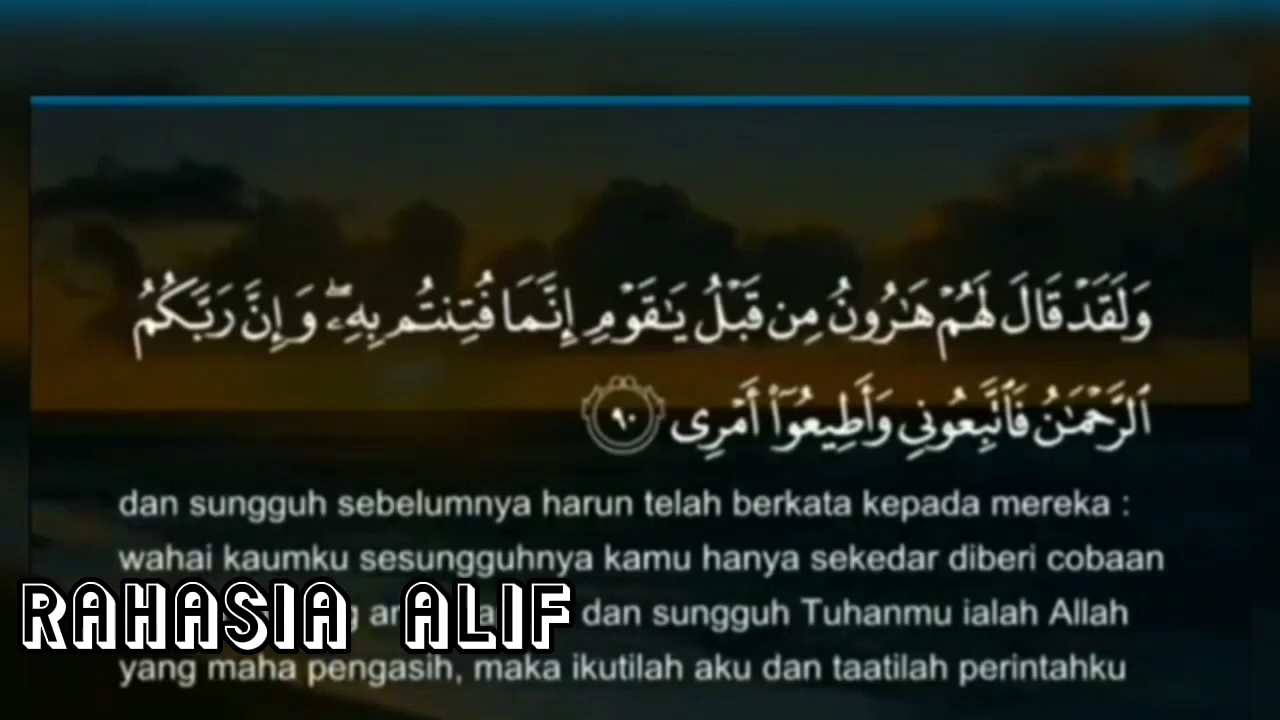 وَلَقَدْ قَالَ لَهُمْ هَٰرُونُ مِن قَبْلُ يَٰقَوْمِ إِنَّمَا فُتِنتُم بِهِۦۖ وَإِنَّ رَبَّكُمُ
ٱلرَّحْمَٰنُ فَٱتَّبِعُونِى وَأَطِيعُوٓا۟ أَمْرِى ٩٠
dan sungguh sebelumnya harun telah berkata kepada mereka :
wahai kaumku sesungguhnya kamu hanya sekedar diberi cobaan
RAHASIA ALIF
dan sungguh Tuhanmu ialah Allah
yang maha pengasih, maka ikutilah aku dan taatilah perintahku